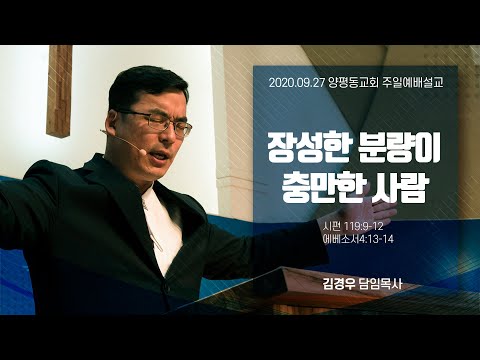 2020.09.27 양평동교회 주일예배설교
장성한 분량이
충만한 사람
시편 119:9-12
에베소서4:13-14
김경우 담임목사